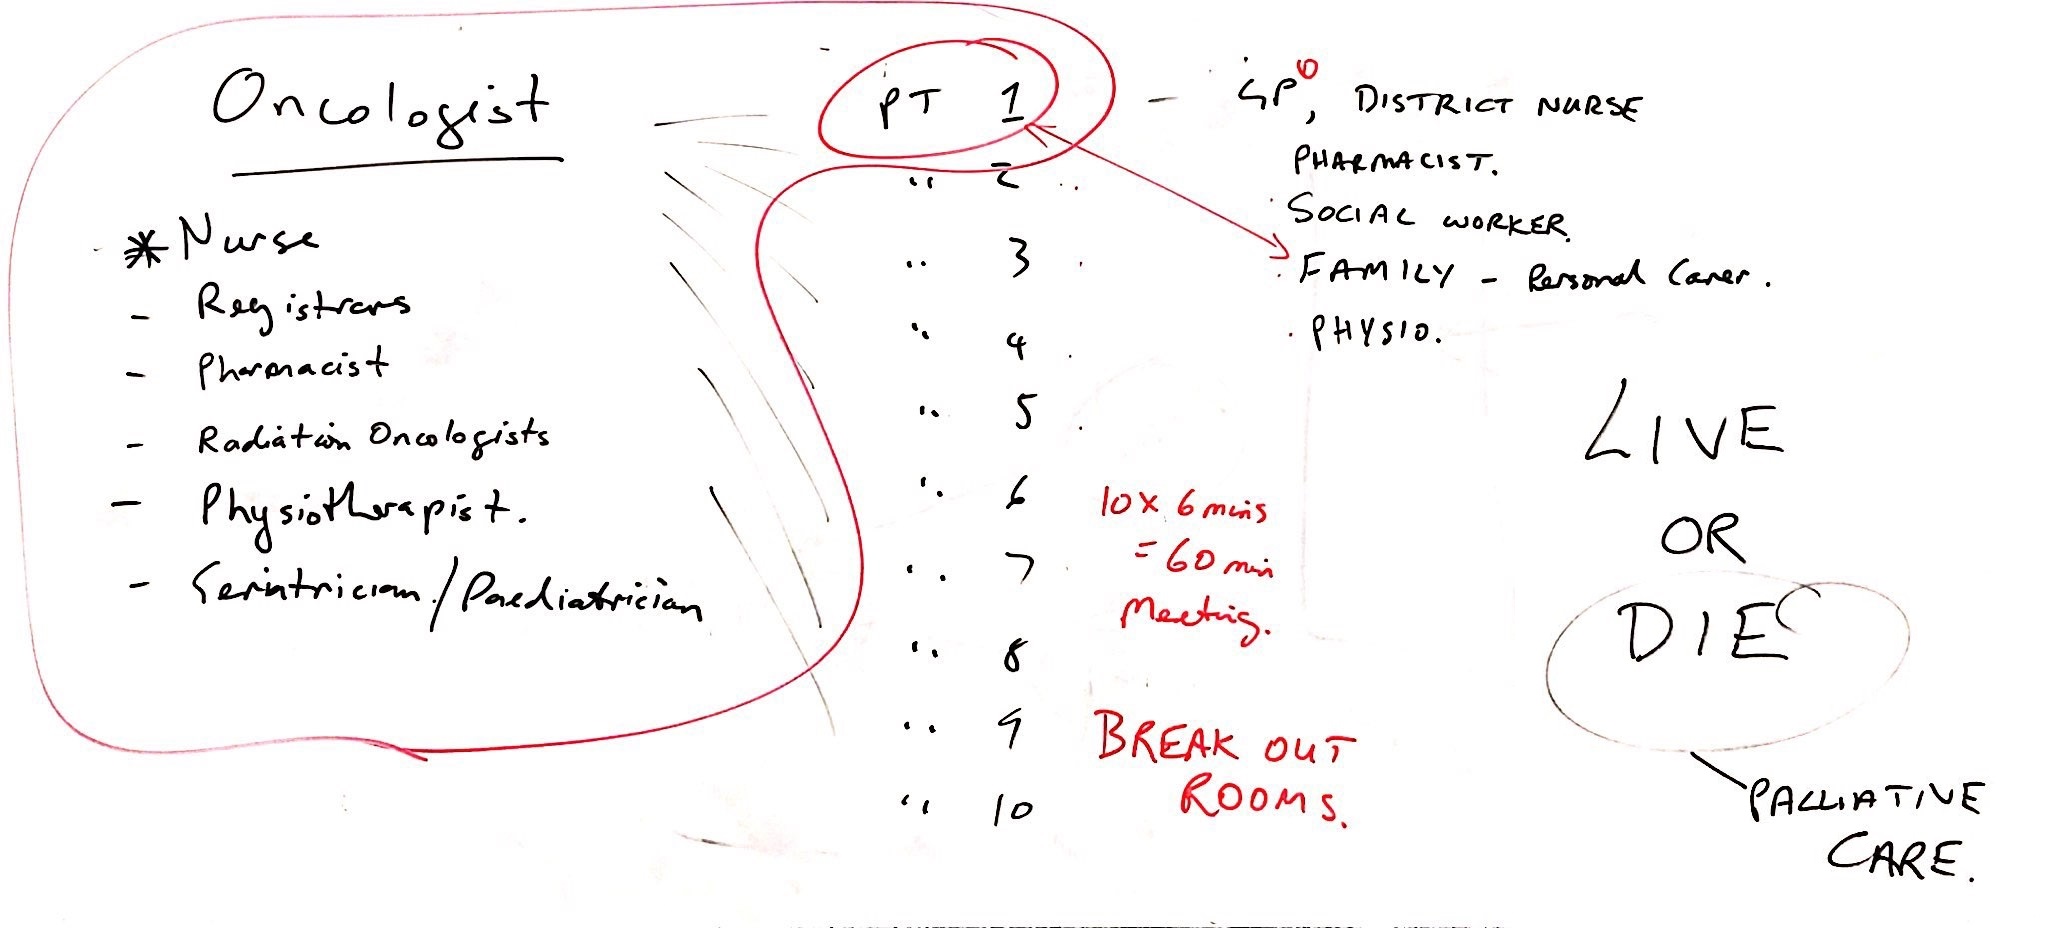 Oncologist
* Nurse
- Registrars
- Pharmacist
- Radiation Oncologists
- Physiotherapist.
- Geriatrician / Paediatrician
PT 1
" 2
" 3
" 4
" 5
" 6
" 7
" 8
" 9
" 10
- GP, DISTRICT NURSE
PHARMACIST.
SOCIAL WORKER.
FAMILY - Personal Carer.
PHYSIO.
10 x 6 mins
= 60 min
Meeting.
BREAK OUT
ROOMS.
LIVE
OR
DIE
PALLIATIVE
CARE.